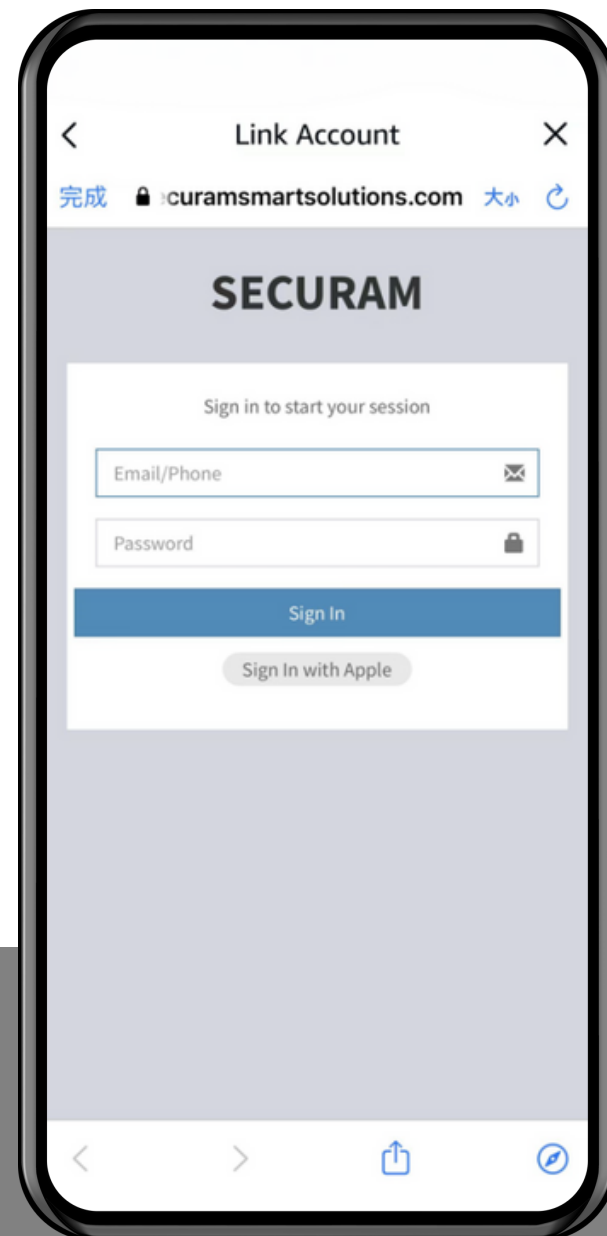 Link Account
完成 ecuramsmartsolutions.com 大小
SECURAM
Sign in to start your session
Email/Phone
Password
Sign In
Sign In with Apple